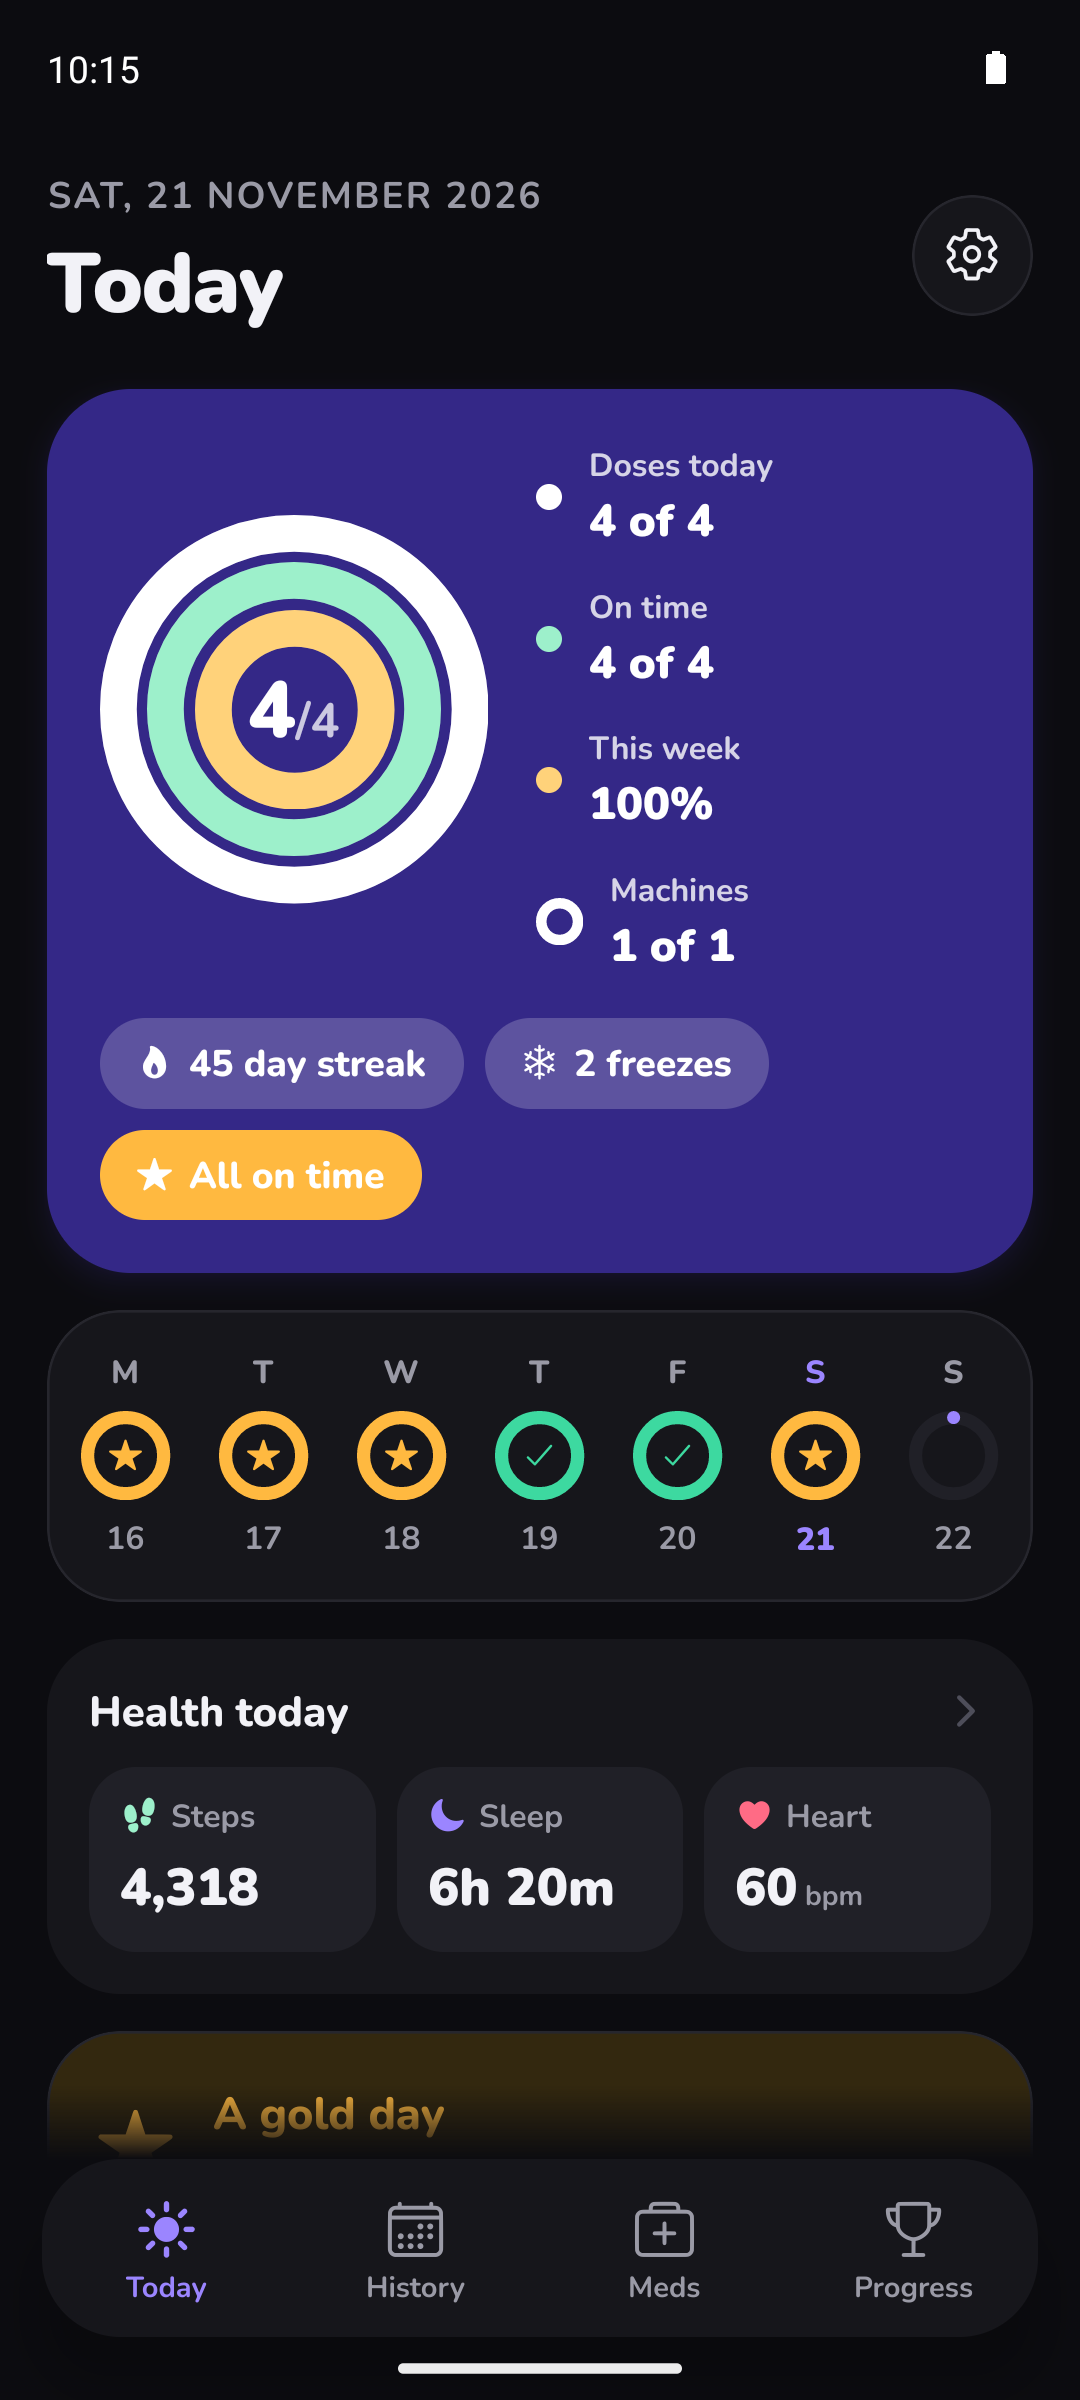 10:15
SAT, 21 NOVEMBER 2026
Today
Doses today
4 of 4
On time
4 of 4
4/4
This week
100%
Machines
1 of 1
45 day streak
2 freezes
All on time
M T W T F S S
16 17 18 19 20 21 22
Health today
Steps Sleep Heart
4,318 6h 20m 60 bpm
A gold day
Today History Meds Progress